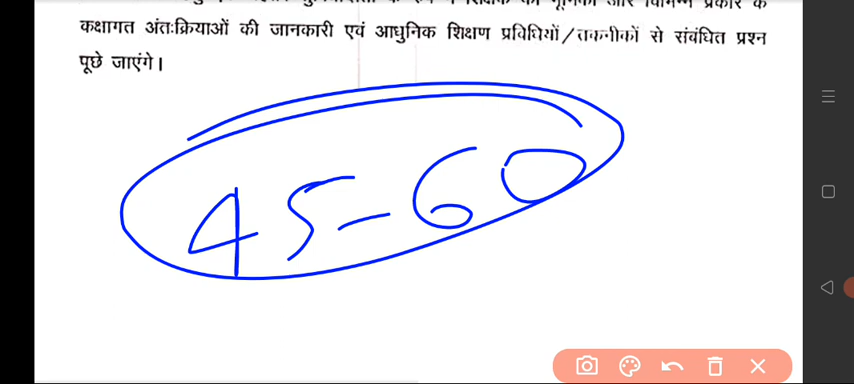 कक्षागत अंतःक्रियाओं की जानकारी एवं आधुनिक शिक्षण प्रविधियों/तकनीकों से संबंधित प्रश्न
पूछे जाएंगे।
45-60